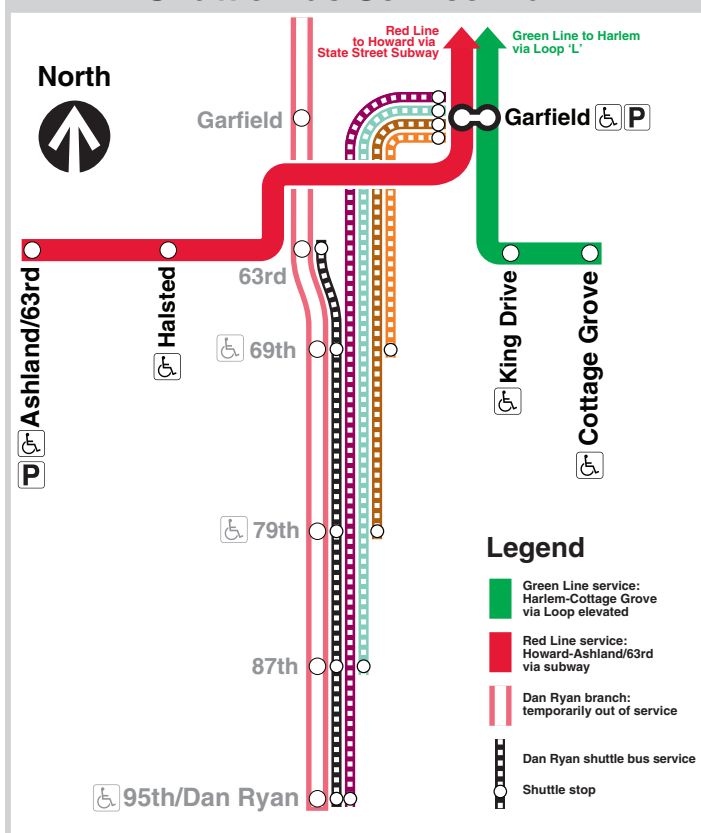 Red Line
to Howard via
State Street Subway
Green Line to Harlem
via Loop ‘L’
North
Garfield
Garfield
P
63rd
Ashland/63rd
P
Halsted
69th
King Drive
Cottage Grove
79th
87th
95th/Dan Ryan
Legend
Green Line service:
Harlem-Cottage Grove
via Loop elevated
Red Line service:
Howard-Ashland/63rd
via subway
Dan Ryan branch:
temporarily out of service
Dan Ryan shuttle bus service
Shuttle stop